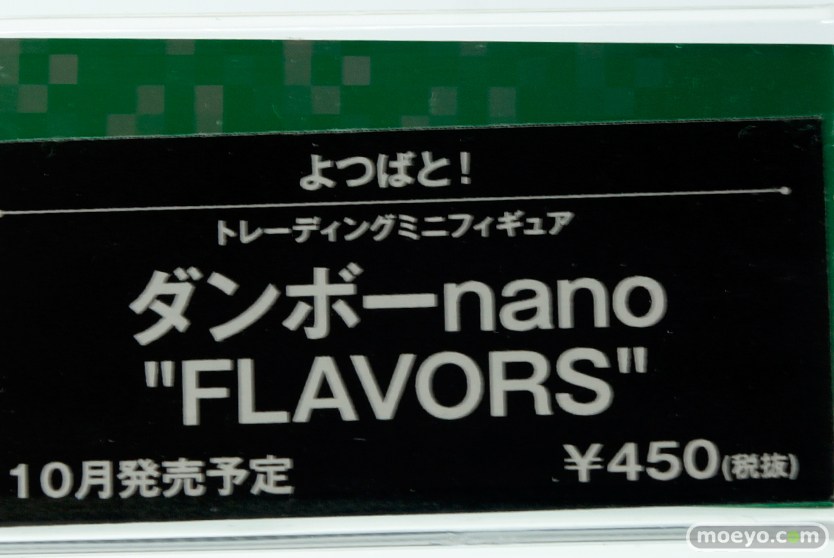 よつばと!
トレーディングミニフィギュア
ダンボーnano
"FLAVORS"
10月発売予定 ¥450(税抜)
moeyo.com